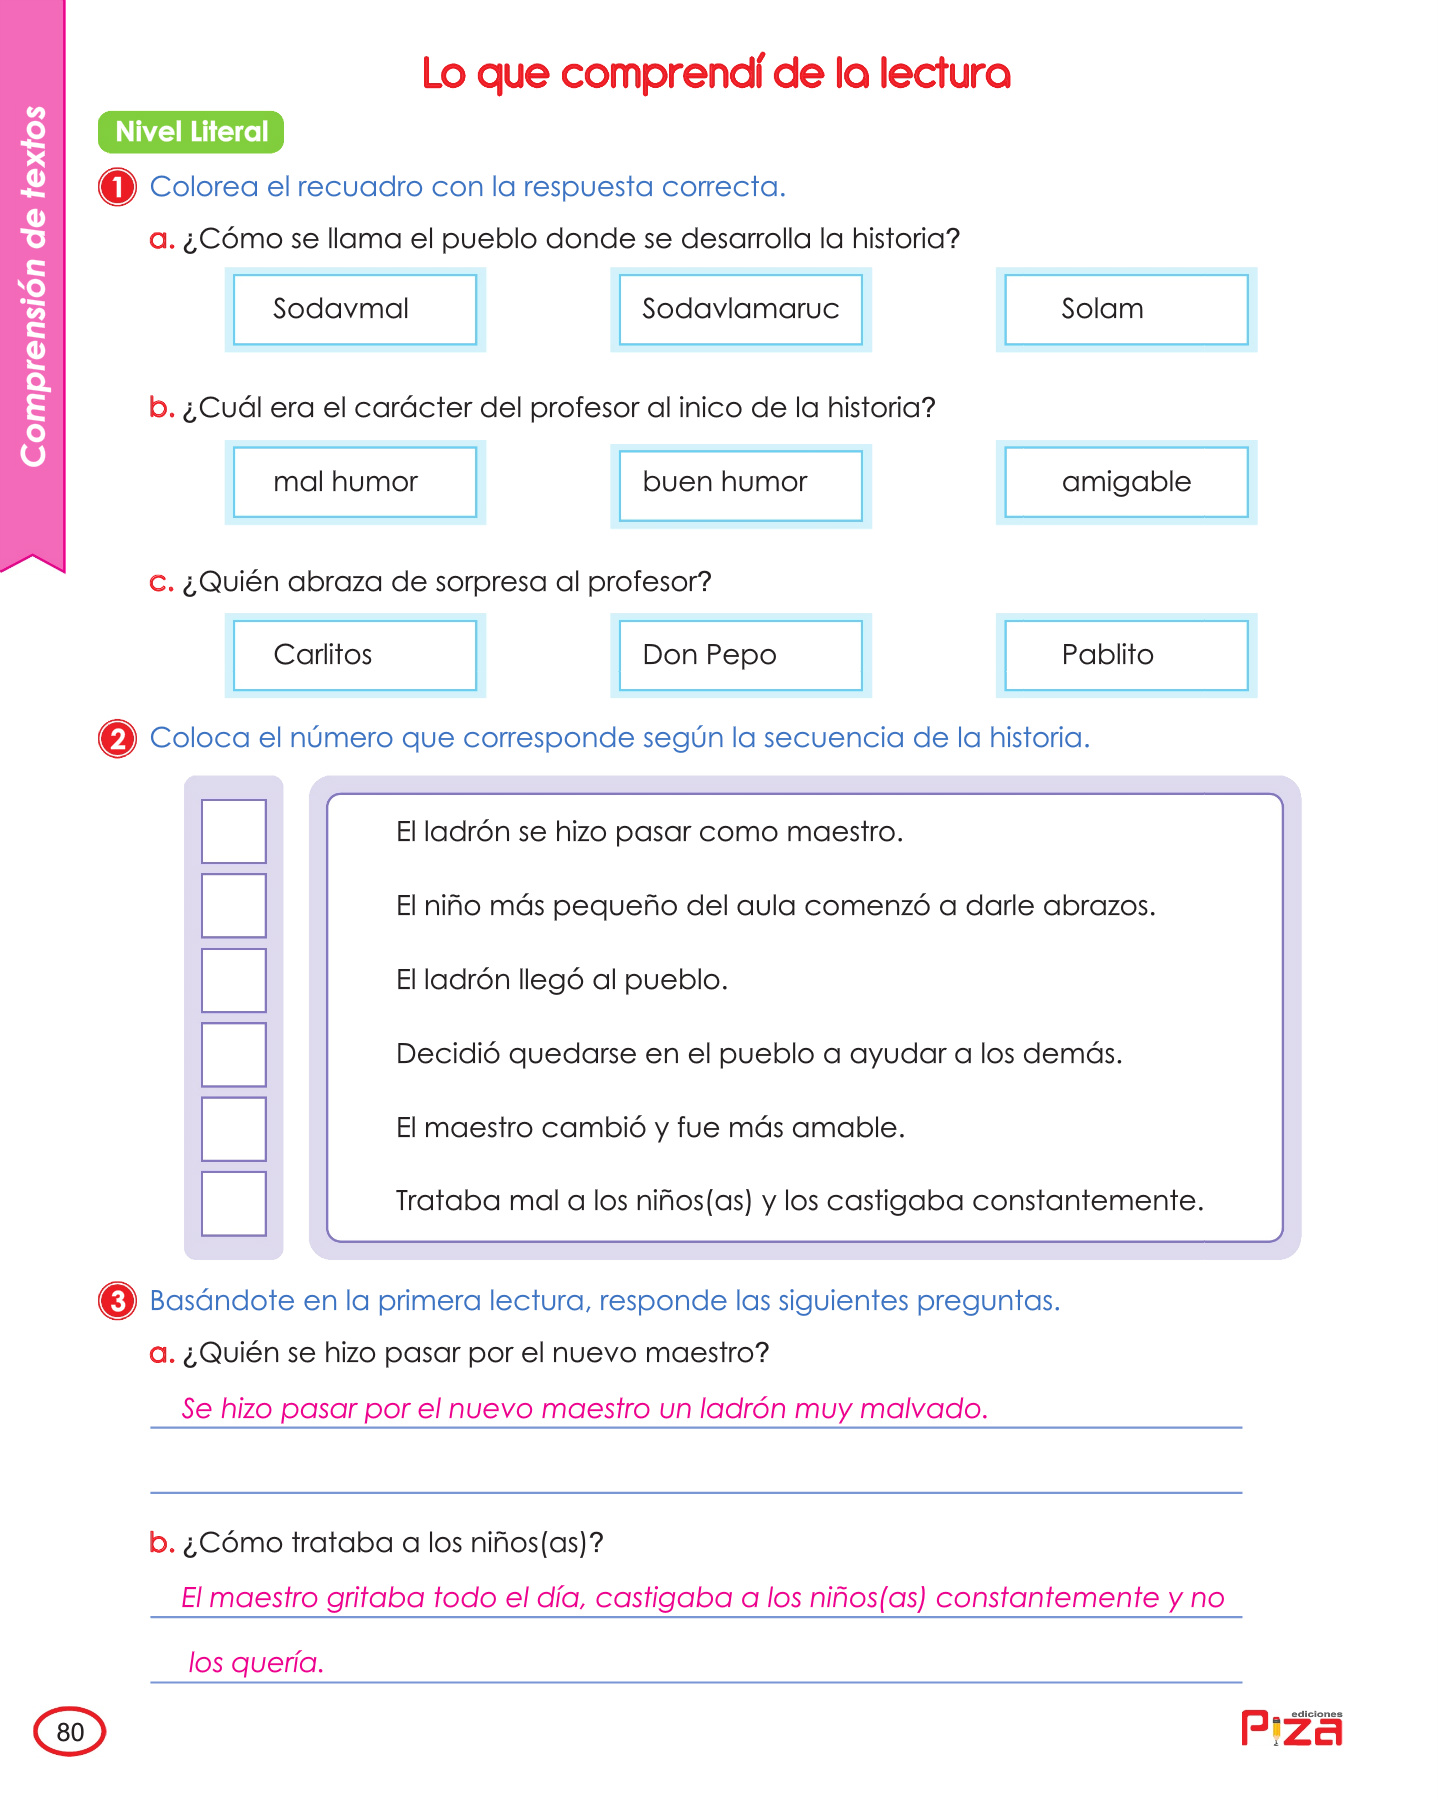 Comprensión de textos
Lo que comprendí de la lectura
Nivel Literal
1 Colorea el recuadro con la respuesta correcta.
a. ¿Cómo se llama el pueblo donde se desarrolla la historia?
Sodavmal Sodavlamaruc Solam
b. ¿Cuál era el carácter del profesor al inico de la historia?
mal humor buen humor amigable
c. ¿Quién abraza de sorpresa al profesor?
Carlitos Don Pepo Pablito
2 Coloca el número que corresponde según la secuencia de la historia.
El ladrón se hizo pasar como maestro.
El niño más pequeño del aula comenzó a darle abrazos.
El ladrón llegó al pueblo.
Decidió quedarse en el pueblo a ayudar a los demás.
El maestro cambió y fue más amable.
Trataba mal a los niños(as) y los castigaba constantemente.
3 Basándote en la primera lectura, responde las siguientes preguntas.
a. ¿Quién se hizo pasar por el nuevo maestro?
Se hizo pasar por el nuevo maestro un ladrón muy malvado.
b. ¿Cómo trataba a los niños(as)?
El maestro gritaba todo el día, castigaba a los niños(as) constantemente y no
los quería.
80
ediciones
Piza